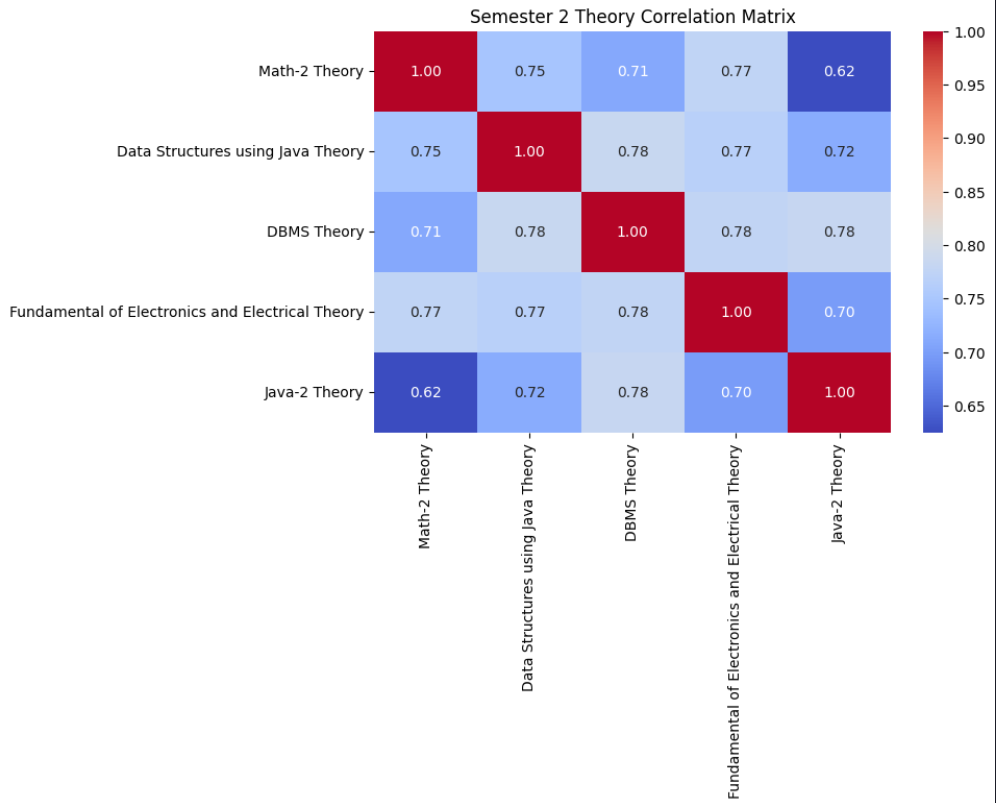 Semester 2 Theory Correlation Matrix
Math-2 Theory 1.00 0.75 0.71 0.77 0.62
Data Structures using Java Theory 0.75 1.00 0.78 0.77 0.72
DBMS Theory 0.71 0.78 1.00 0.78 0.78
Fundamental of Electronics and Electrical Theory 0.77 0.77 0.78 1.00 0.70
Java-2 Theory 0.62 0.72 0.78 0.70 1.00
Math-2 Theory
Data Structures using Java Theory
DBMS Theory
Fundamental of Electronics and Electrical Theory
Java-2 Theory
1.00
0.95
0.90
0.85
0.80
0.75
0.70
0.65